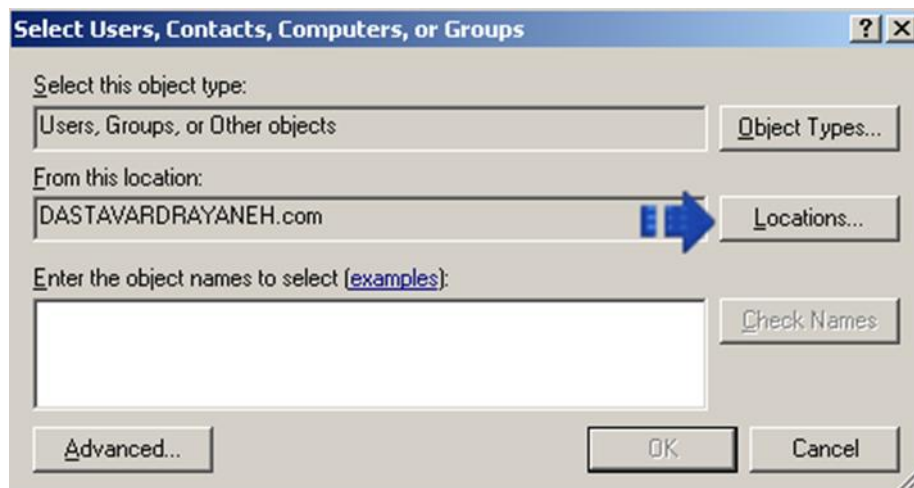 Select Users, Contacts, Computers, or Groups
Select this object type:
Users, Groups, or Other objects
Object Types...
From this location:
DASTAVARDRAYANEH.com
Locations...
Enter the object names to select (examples):
Check Names
Advanced...
OK
Cancel